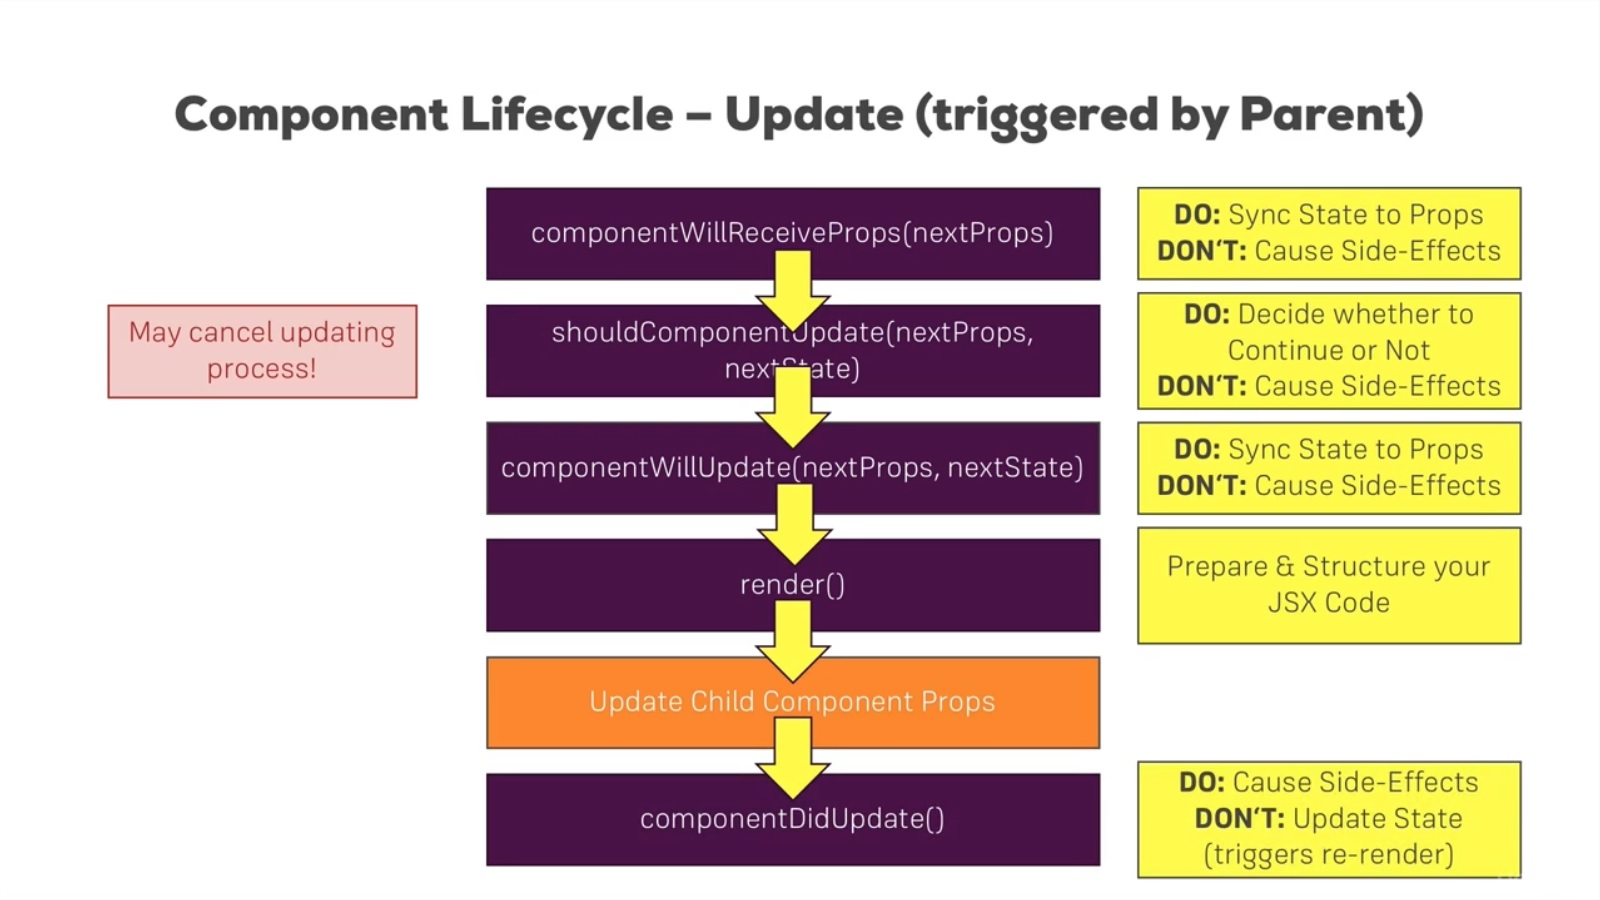 Component Lifecycle – Update (triggered by Parent)
componentWillReceiveProps(nextProps)
DO: Sync State to Props
DON‘T: Cause Side-Effects
May cancel updating
process!
shouldComponentUpdate(nextProps,
nextState)
DO: Decide whether to
Continue or Not
DON‘T: Cause Side-Effects
componentWillUpdate(nextProps, nextState)
DO: Sync State to Props
DON‘T: Cause Side-Effects
render()
Prepare & Structure your
JSX Code
Update Child Component Props
componentDidUpdate()
DO: Cause Side-Effects
DON‘T: Update State
(triggers re-render)